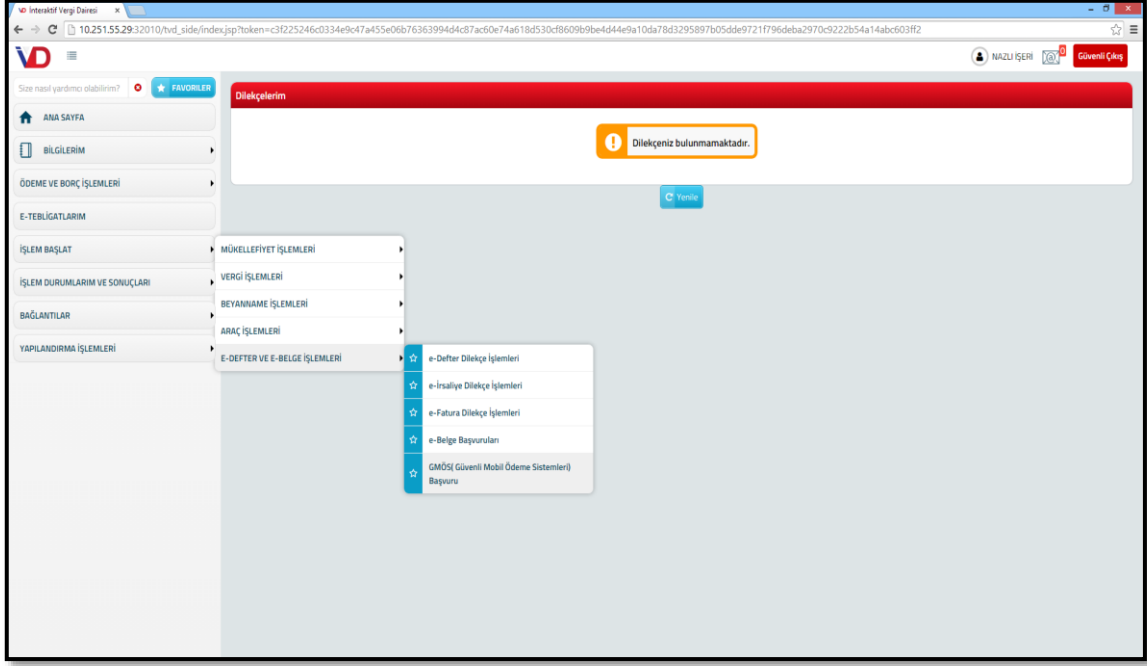 İnteraktif Vergi Dairesi
10.251.55.29:32010/tvd_side/index.jsp?token=c3f225246c0334e9c47a455e06b76363994d4c87ac60e74a618d530cf8609b9be4d44e9a10da78d3295897b05dde9721f796deba2970c9222b54a14abc603ff2
VD
NAZLI İŞERİ
0
Güvenli Çıkış
Size nasıl yardımcı olabilirim?
FAVORİLER
Dilekçelerim
ANA SAYFA
Dilekçeniz bulunmamaktadır.
BİLGİLERİM
ÖDEME VE BORÇ İŞLEMLERİ
Yenile
E-TEBLİGATLARIM
İŞLEM BAŞLAT
MÜKELLEFİYET İŞLEMLERİ
VERGİ İŞLEMLERİ
İŞLEM DURUMLARIM VE SONUÇLARI
BEYANNAME İŞLEMLERİ
BAĞLANTILAR
ARAÇ İŞLEMLERİ
YAPILANDIRMA İŞLEMLERİ
E-DEFTER VE E-BELGE İŞLEMLERİ
e-Defter Dilekçe İşlemleri
e-İrsaliye Dilekçe İşlemleri
e-Fatura Dilekçe İşlemleri
e-Belge Başvuruları
GMÖS( Güvenli Mobil Ödeme Sistemleri)
Başvuru